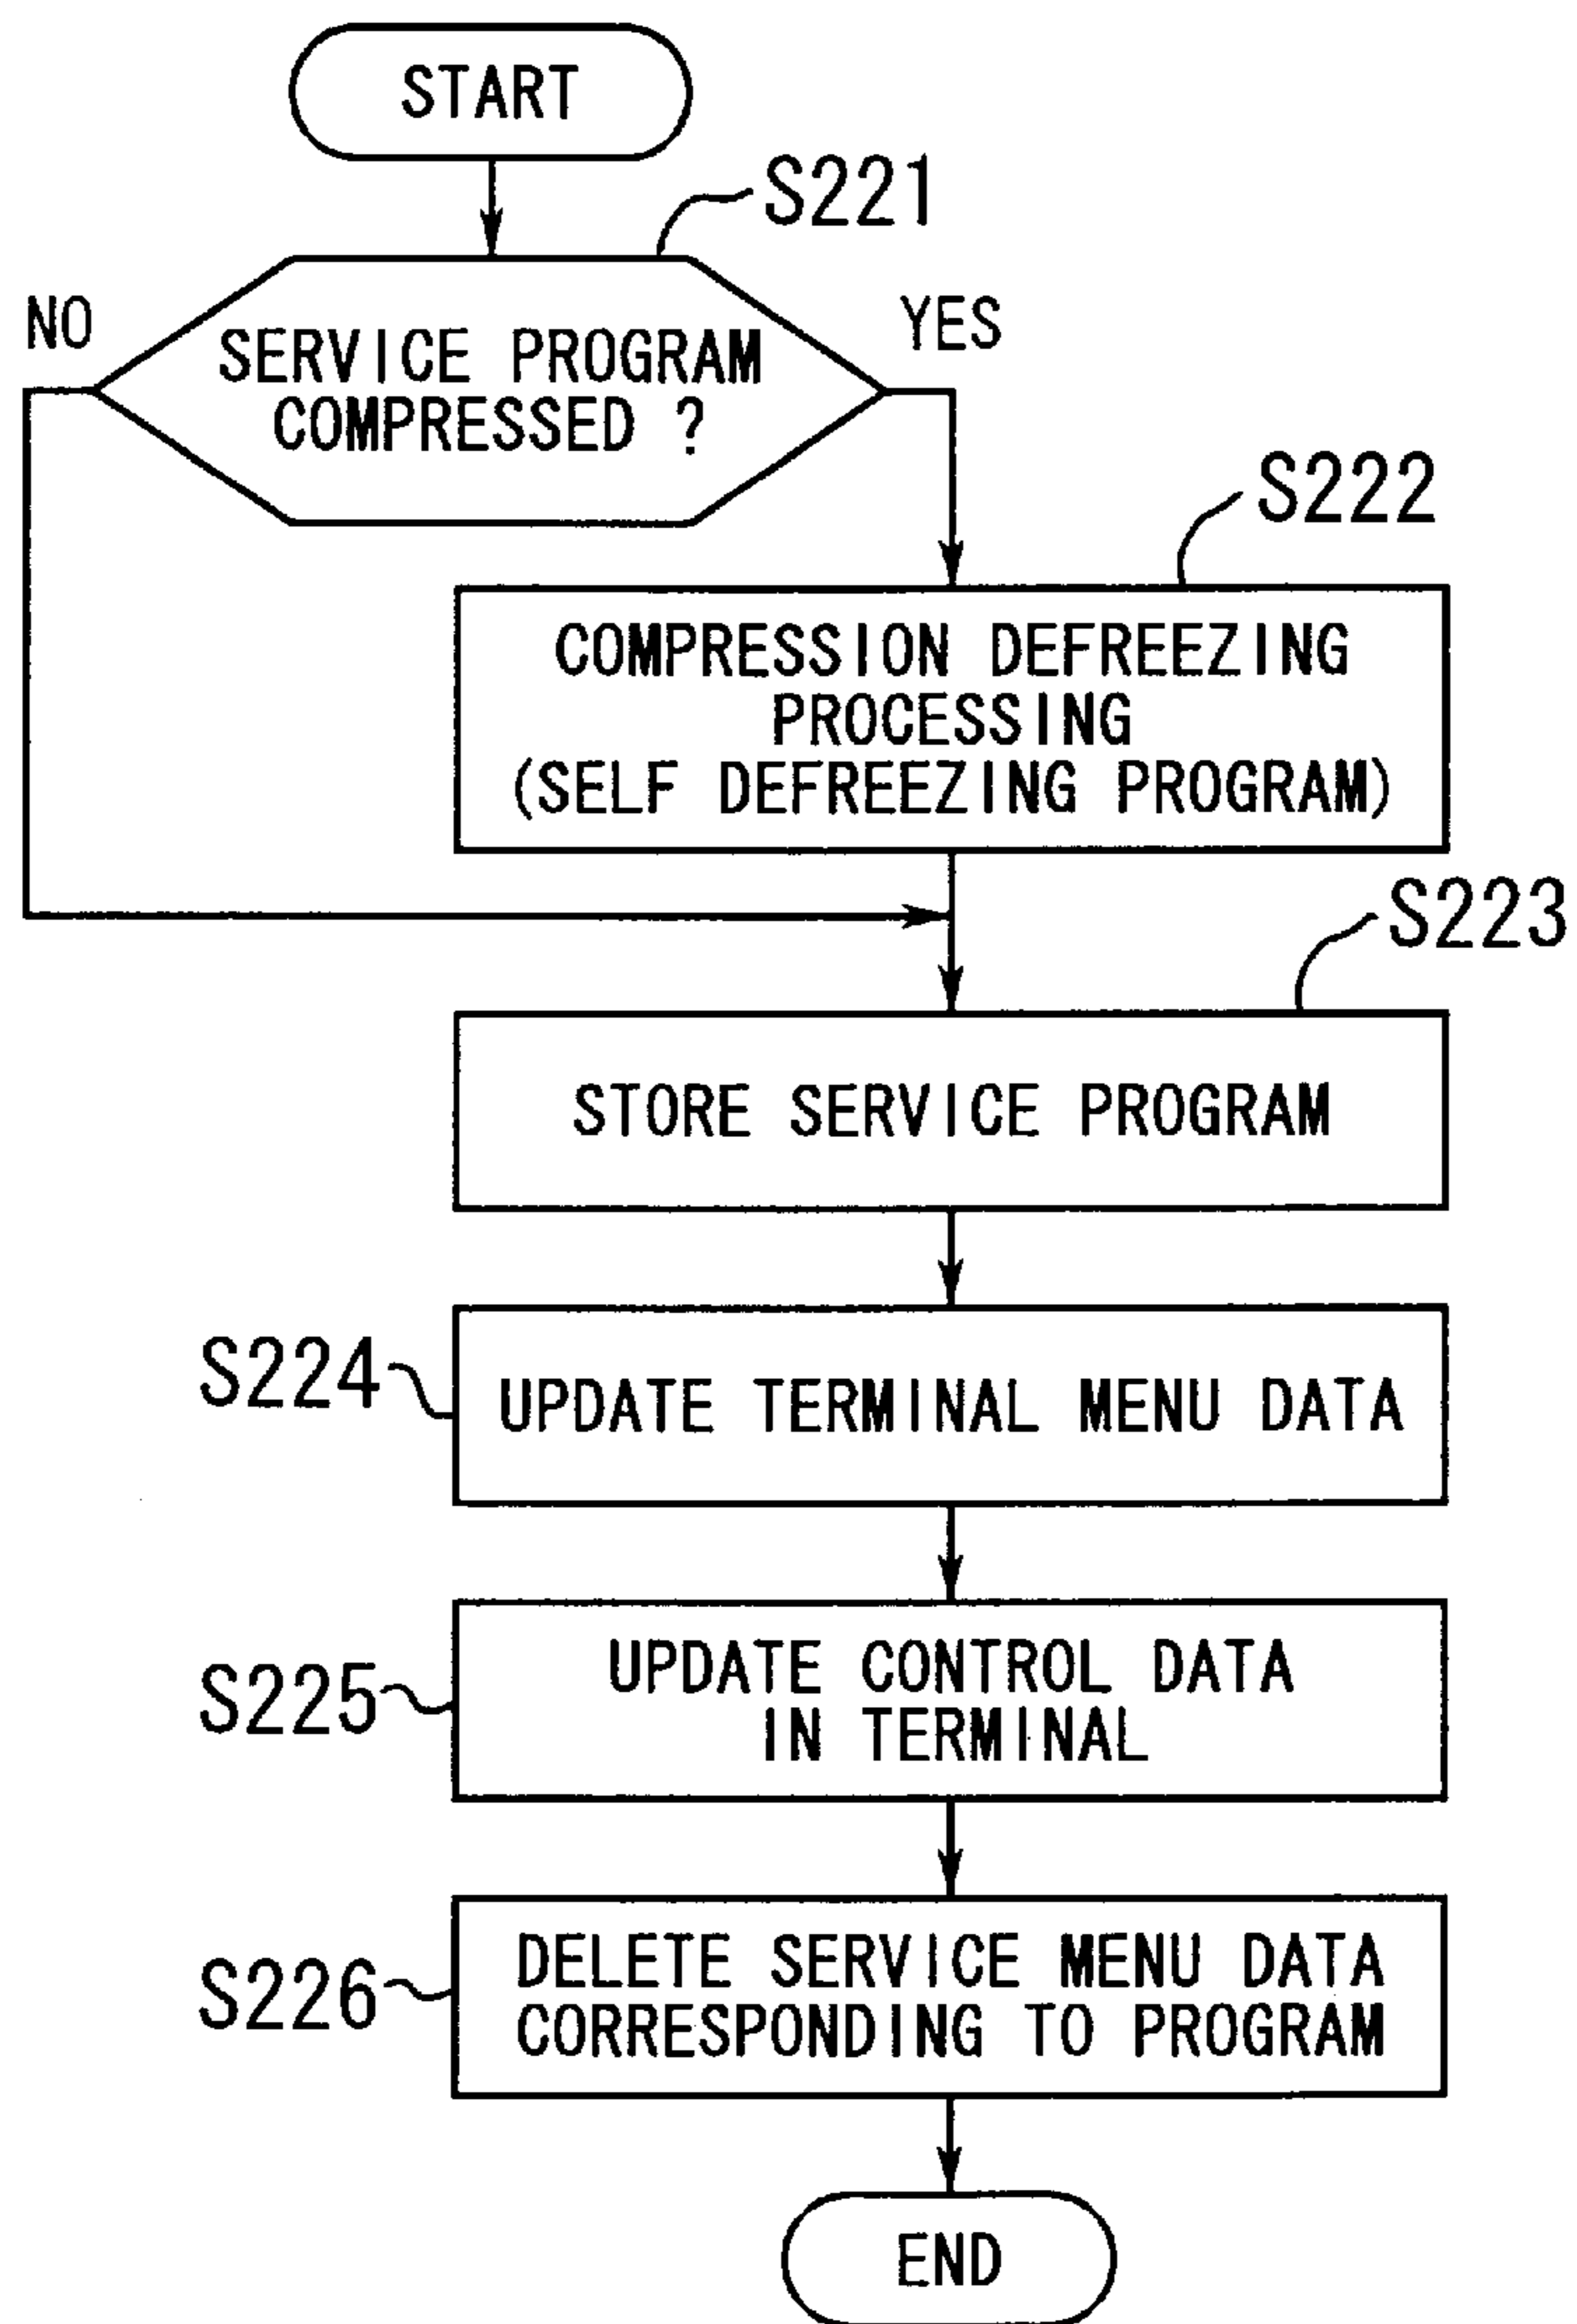 START
S221
NO
YES
SERVICE PROGRAM
COMPRESSED ?
S222
COMPRESSION DEFREEZING
PROCESSING
(SELF DEFREEZING PROGRAM)
S223
STORE SERVICE PROGRAM
S224
UPDATE TERMINAL MENU DATA
S225
UPDATE CONTROL DATA
IN TERMINAL
S226
DELETE SERVICE MENU DATA
CORRESPONDING TO PROGRAM
END